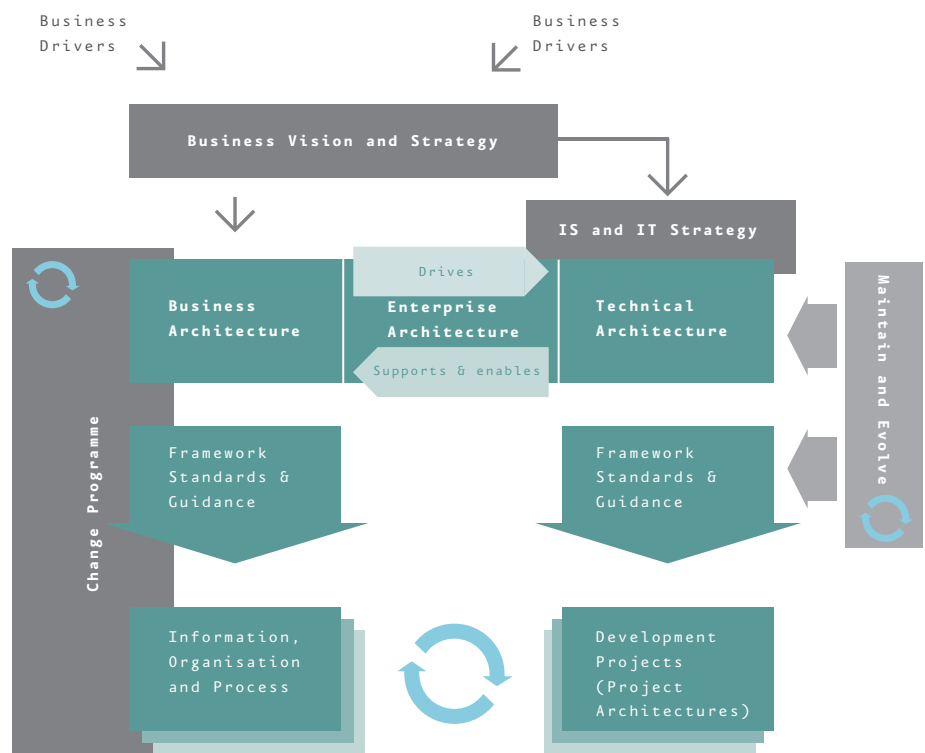 Business
Drivers
Business
Drivers
Business Vision and Strategy
IS and IT Strategy
Drives
Business
Architecture
Enterprise
Architecture
Technical
Architecture
Supports & enables
Maintain and Evolve
Change Programme
Framework
Standards &
Guidance
Framework
Standards &
Guidance
Information,
Organisation
and Process
Development
Projects
(Project
Architectures)